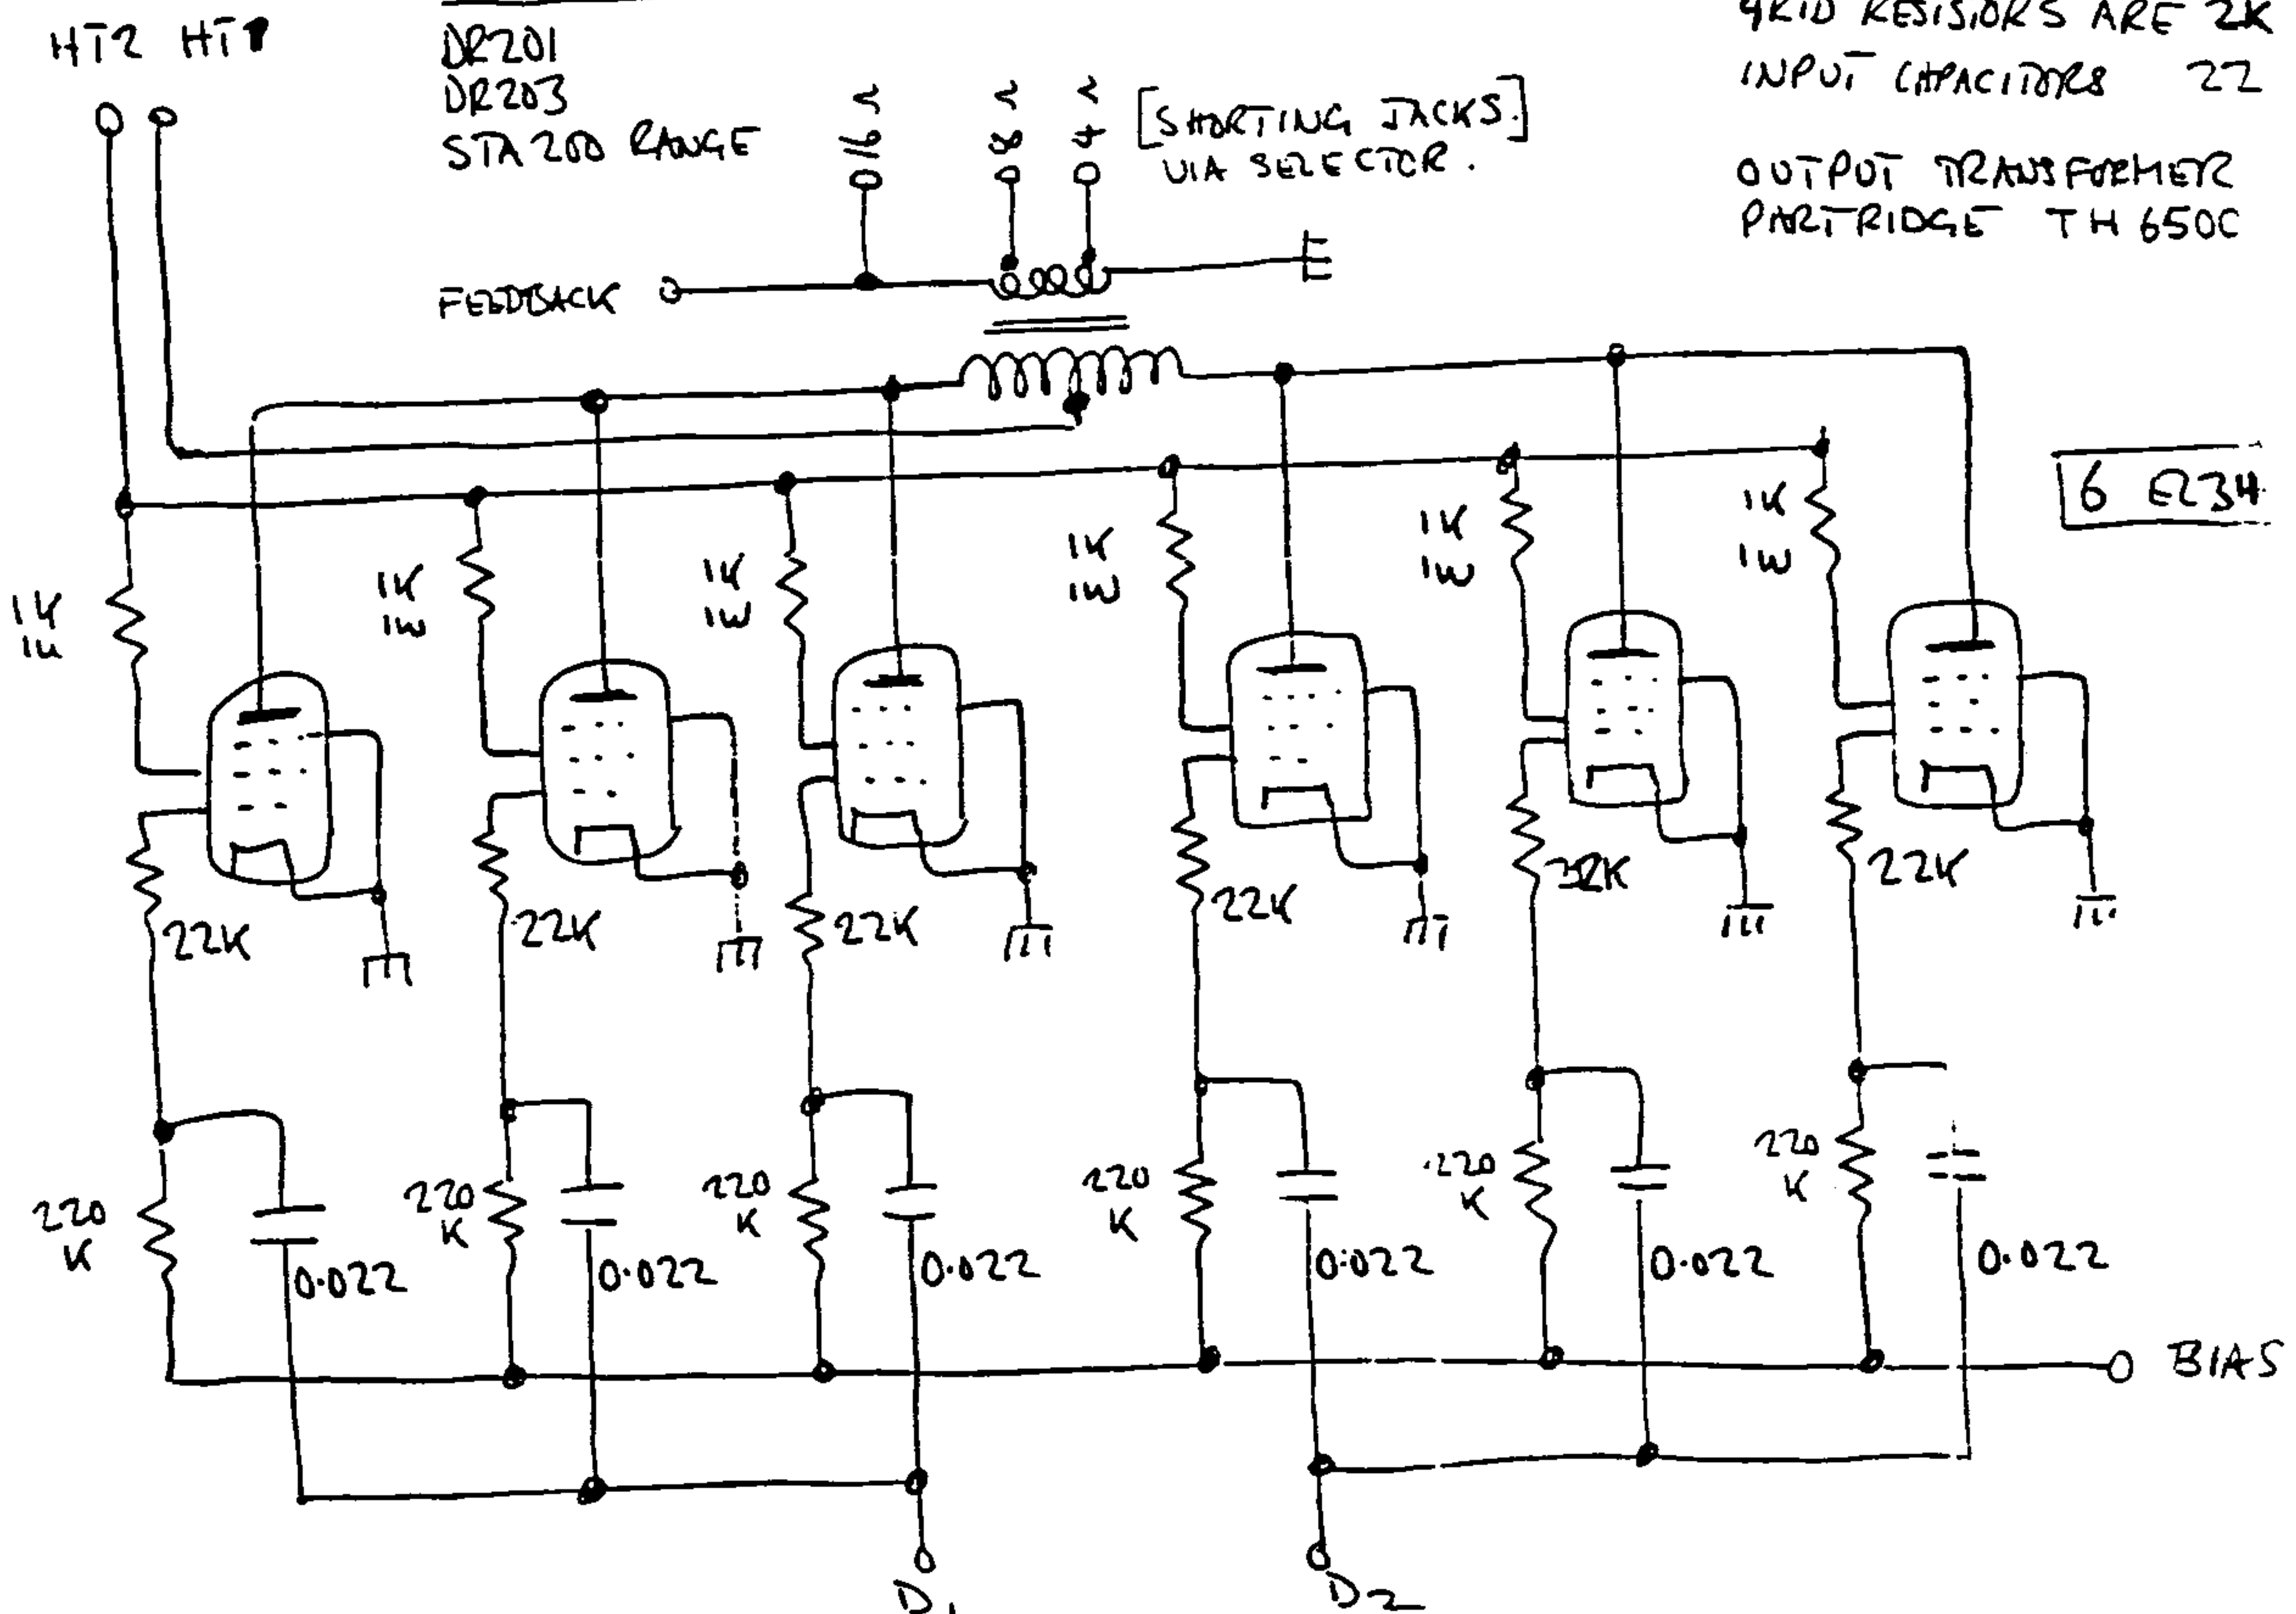 HT2 HT1
DR201
DR203
STA 200 RANGE
16
8
4
[SHORTING JACKS.]
VIA SELECTOR.
GRID RESISTORS ARE 2K
INPUT CAPACITORS 22
OUTPUT TRANSFORMER
PARTRIDGE TH 650C
FEEDBACK
6 EL34
1K
1W
1K
1W
1K
1W
1K
1W
1K
1W
1K
22K
22K
22K
22K
22K
220
K
220
K
220
K
220
K
220
K
220
K
0.022
0.022
0.022
0.022
0.022
0.022
BIAS
D1
D2